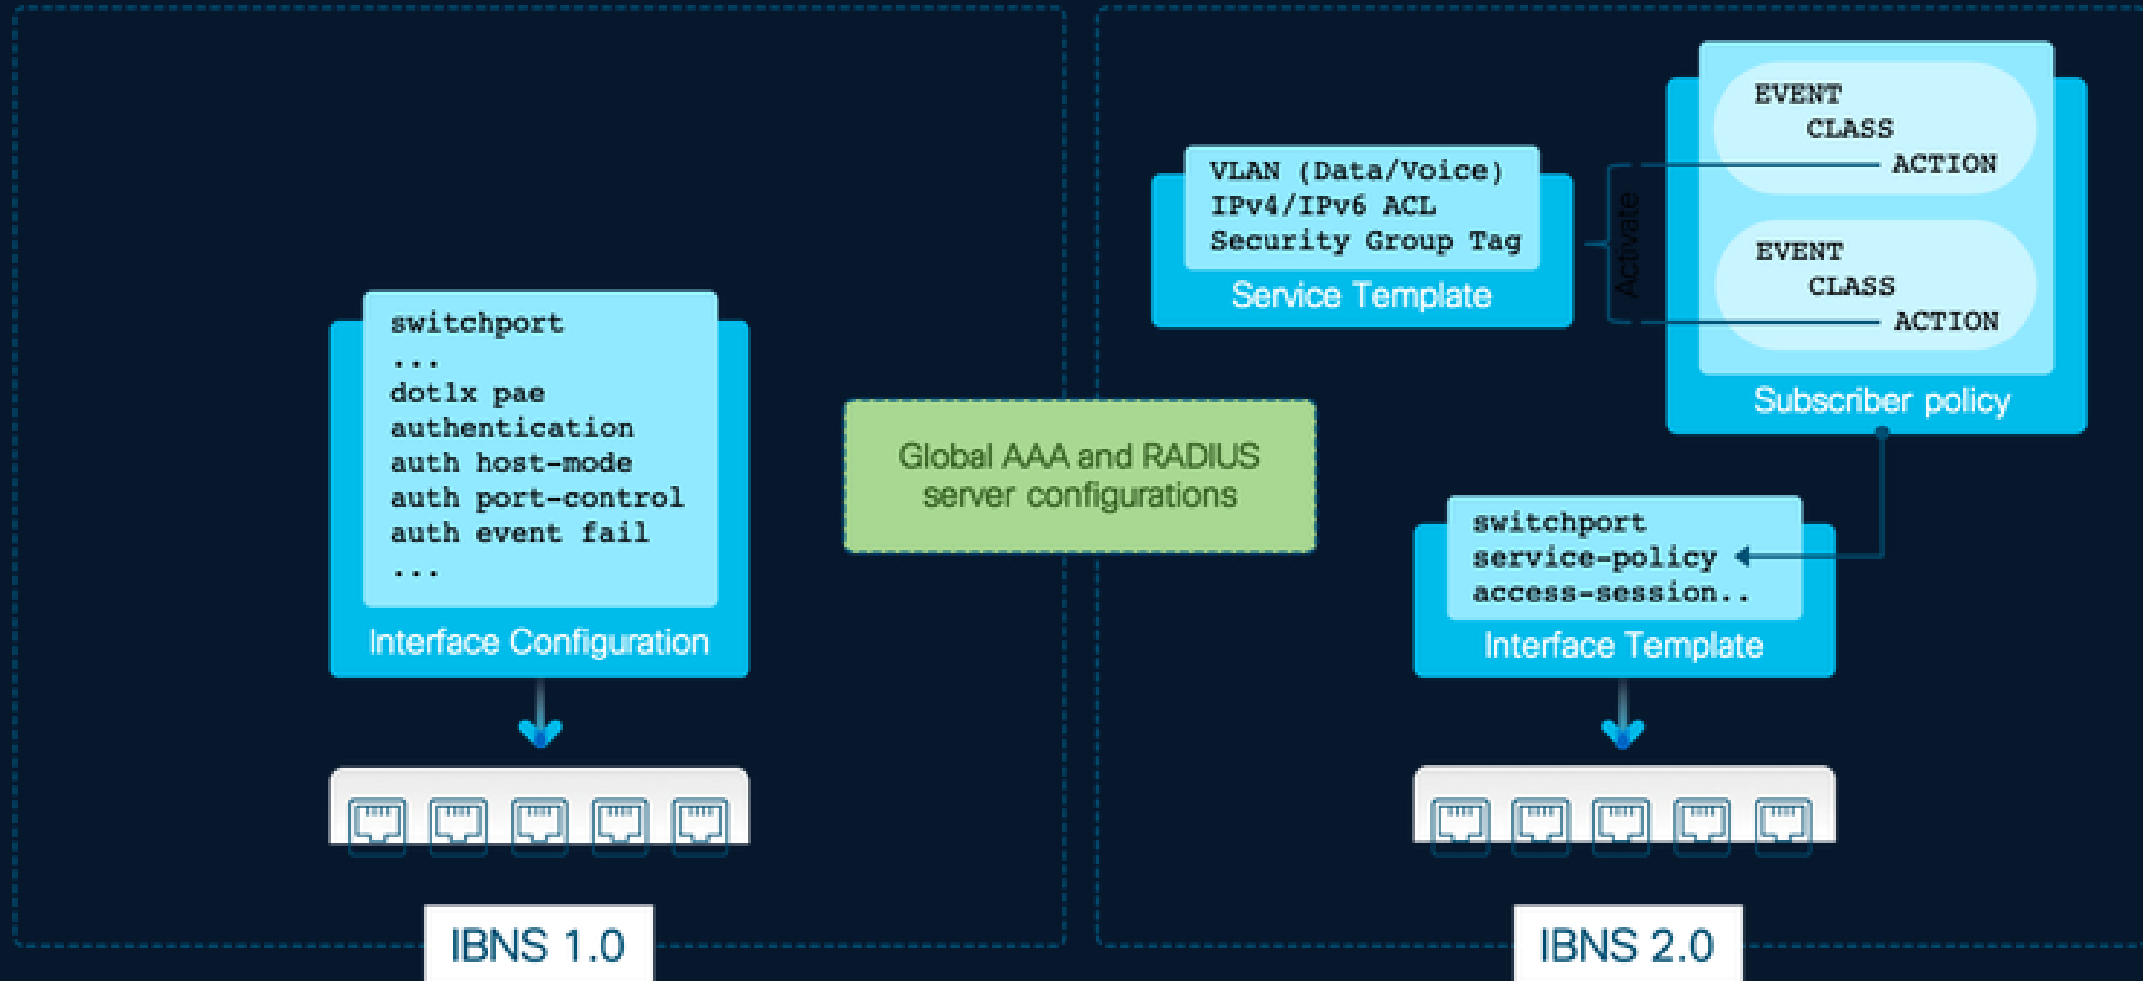 switchport
...
dot1x pae
authentication
auth host-mode
auth port-control
auth event fail
...
Interface Configuration
IBNS 1.0
Global AAA and RADIUS
server configurations
VLAN (Data/Voice)
IPv4/IPv6 ACL
Security Group Tag
Service Template
Activate
EVENT
CLASS
ACTION
EVENT
CLASS
ACTION
Subscriber policy
switchport
service-policy
access-session..
Interface Template
IBNS 2.0